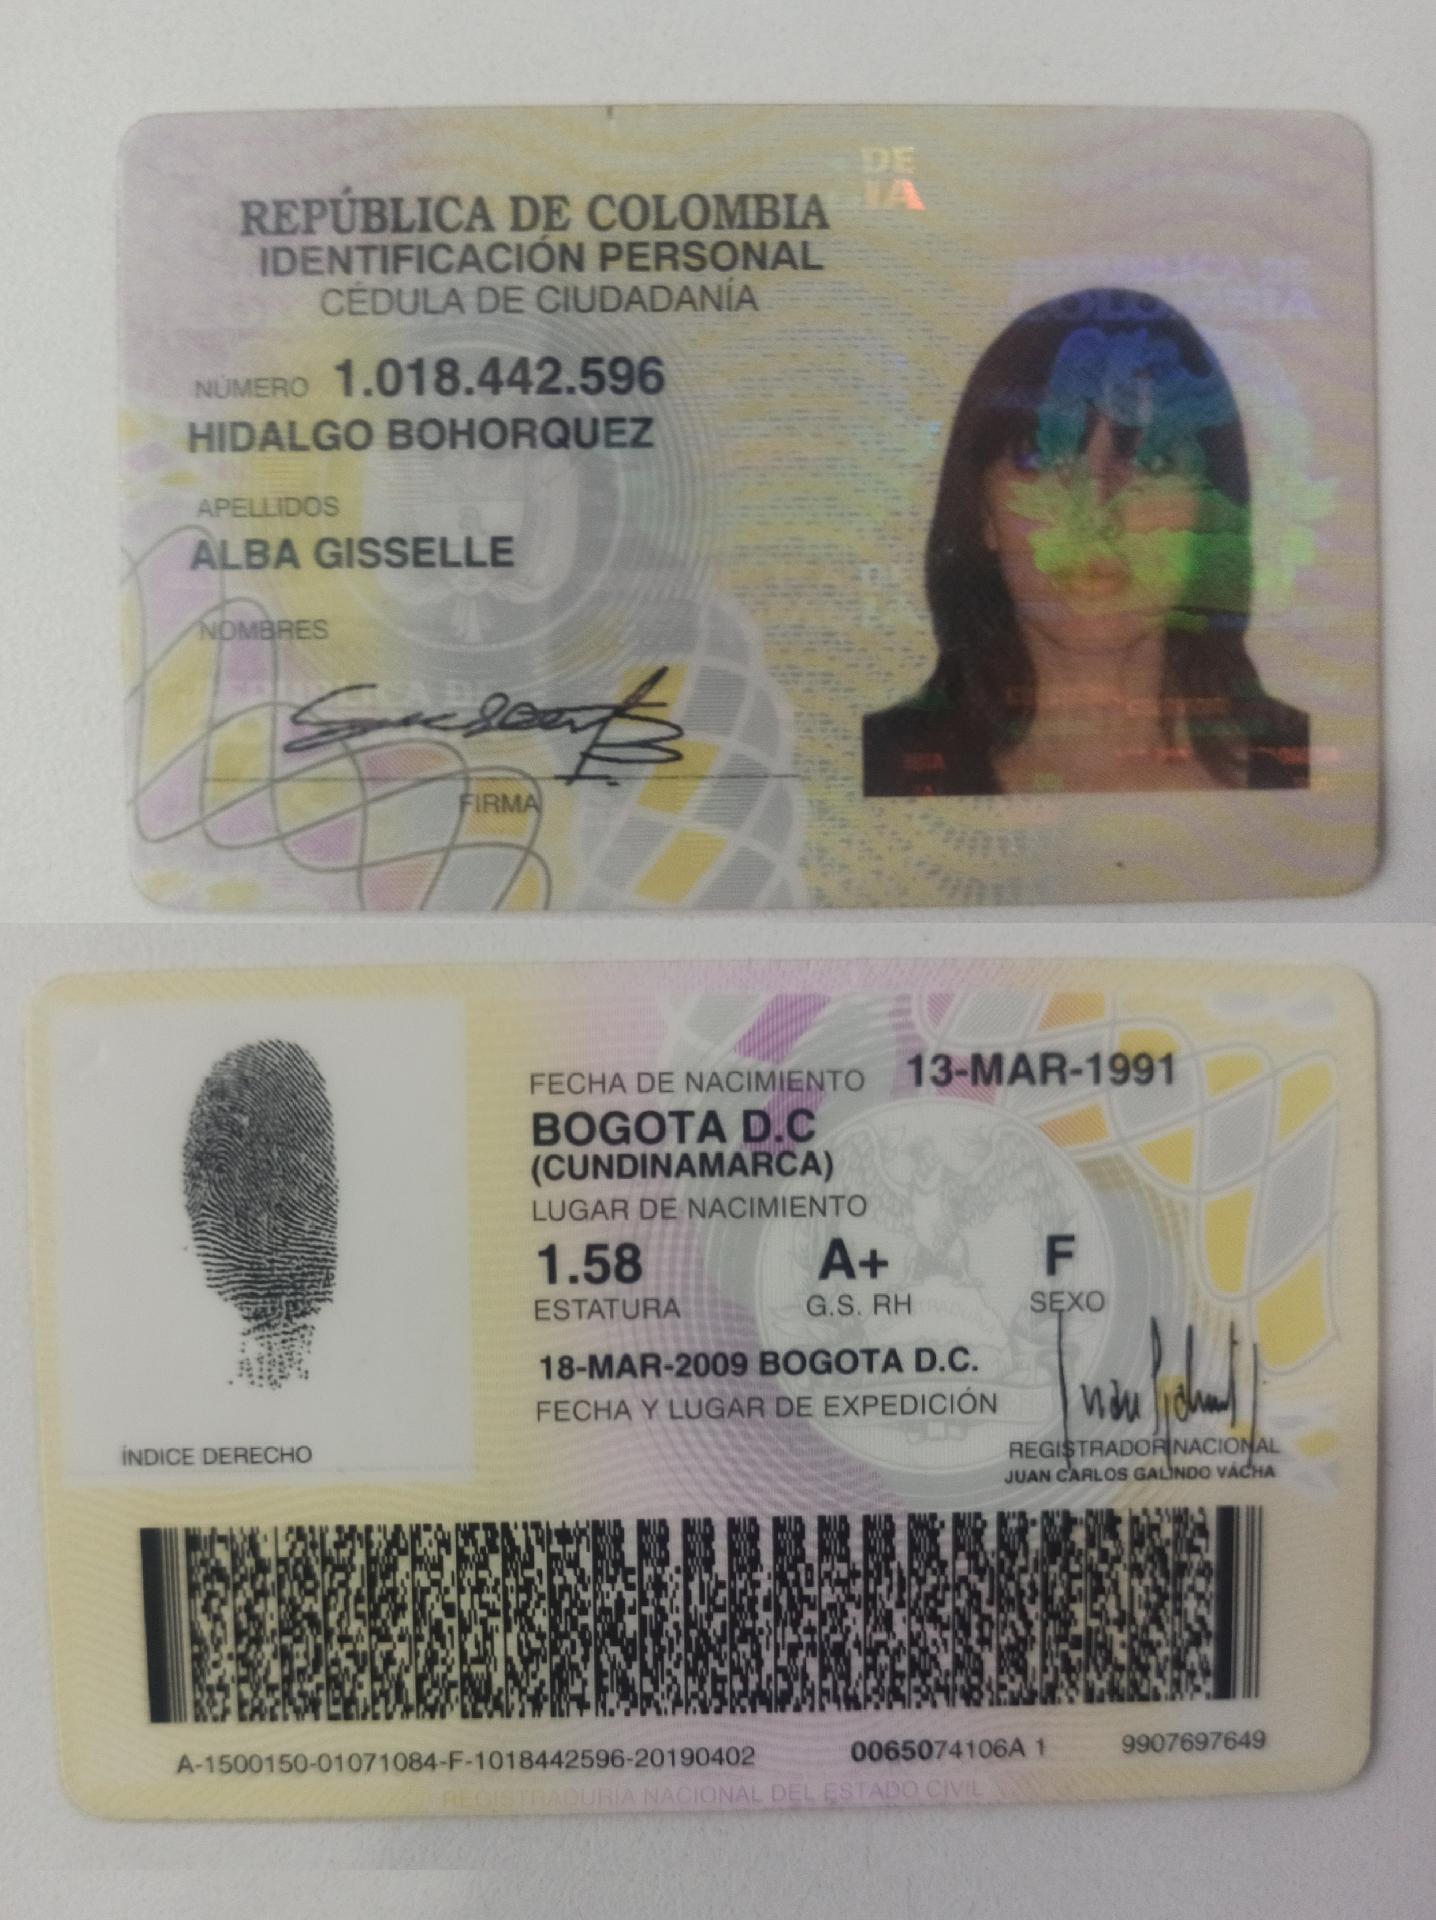 REPÚBLICA DE COLOMBIA
IDENTIFICACIÓN PERSONAL
CÉDULA DE CIUDADANÍA
NÚMERO 1.018.442.596
HIDALGO BOHORQUEZ
APELLIDOS
ALBA GISSELLE
NOMBRES
FIRMA
FECHA DE NACIMIENTO 13-MAR-1991
BOGOTA D.C
(CUNDINAMARCA)
LUGAR DE NACIMIENTO
1.58 A+ F
ESTATURA G.S. RH SEXO
18-MAR-2009 BOGOTA D.C.
FECHA Y LUGAR DE EXPEDICIÓN
ÍNDICE DERECHO
REGISTRADOR NACIONAL
JUAN CARLOS GALINDO VÁCHA
A-1500150-01071084-F-1018442596-20190402 0065074106A 1 9907697649
REGISTRADURÍA NACIONAL DEL ESTADO CIVIL